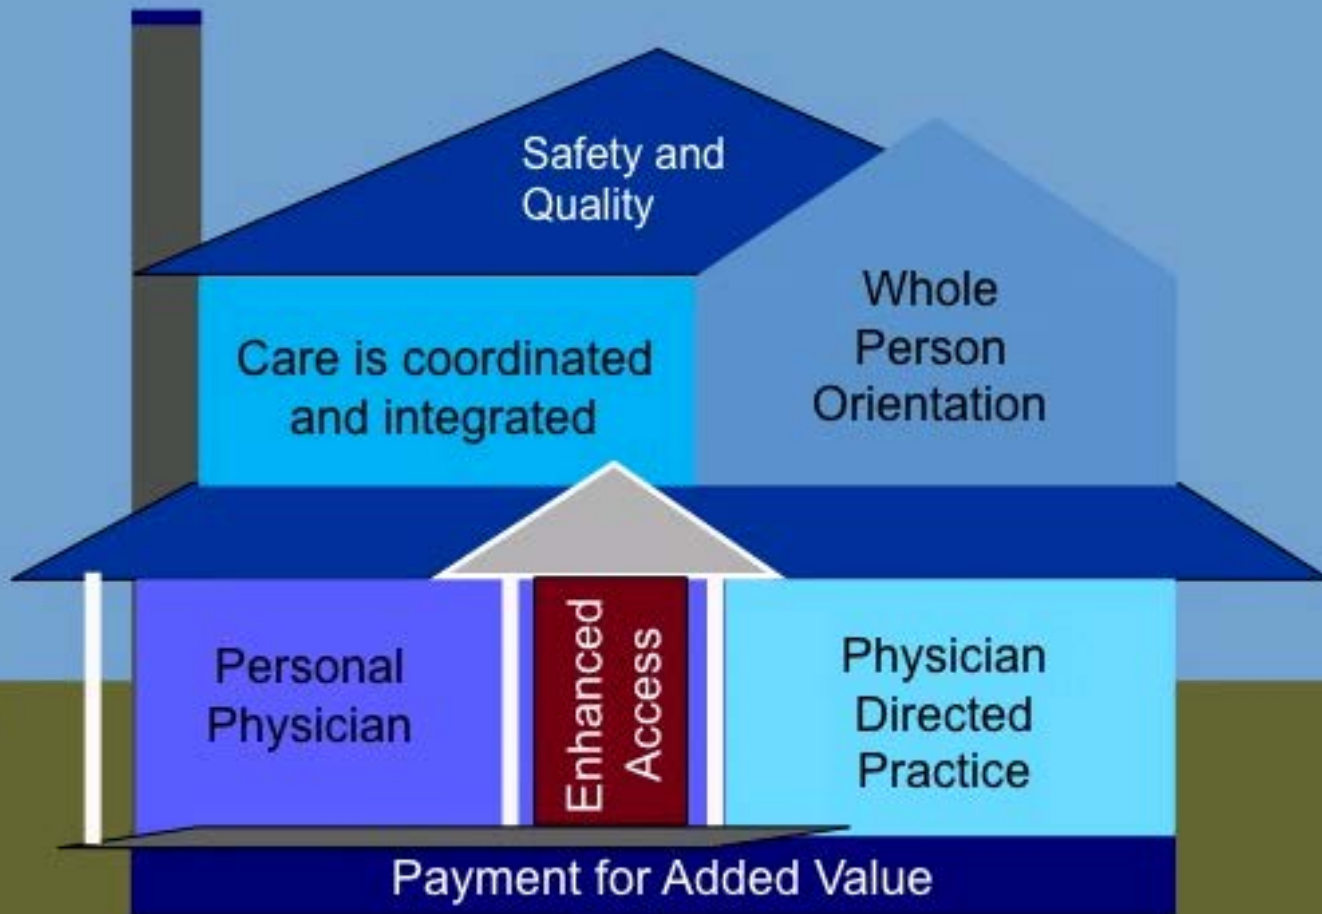 Safety and
Quality
Care is coordinated
and integrated
Whole
Person
Orientation
Personal
Physician
Enhanced
Access
Physician
Directed
Practice
Payment for Added Value